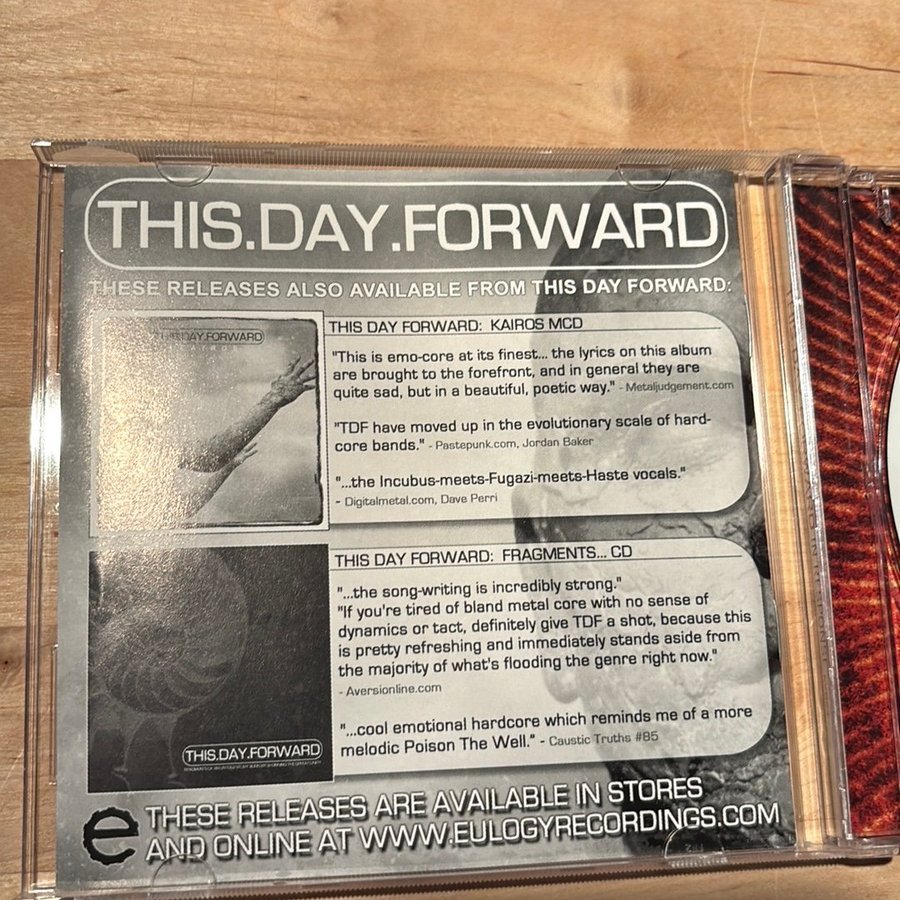 THIS.DAY.FORWARD
THESE RELEASES ALSO AVAILABLE FROM THIS DAY FORWARD:
THIS.DAY.FORWARD
THIS DAY FORWARD: KAIROS MCD
"This is emo-core at its finest... the lyrics on this album
are brought to the forefront, and in general they are
quite sad, but in a beautiful, poetic way." - Metaljudgement.com
"TDF have moved up in the evolutionary scale of hard-
core bands." - Pastepunk.com, Jordan Baker
"...the Incubus-meets-Fugazi-meets-Haste vocals."
- Digitalmetal.com, Dave Perri
THIS DAY FORWARD: FRAGMENTS... CD
"...the song-writing is incredibly strong."
"If you're tired of bland metal core with no sense of
dynamics or tact, definitely give TDF a shot, because this
is pretty refreshing and immediately stands aside from
the majority of what's flooding the genre right now."
- Aversionline.com
"...cool emotional hardcore which reminds me of a more
melodic Poison The Well." - Caustic Truths #85
THIS.DAY.FORWARD
e
THESE RELEASES ARE AVAILABLE IN STORES
AND ONLINE AT WWW.EULOGYRECORDINGS.COM